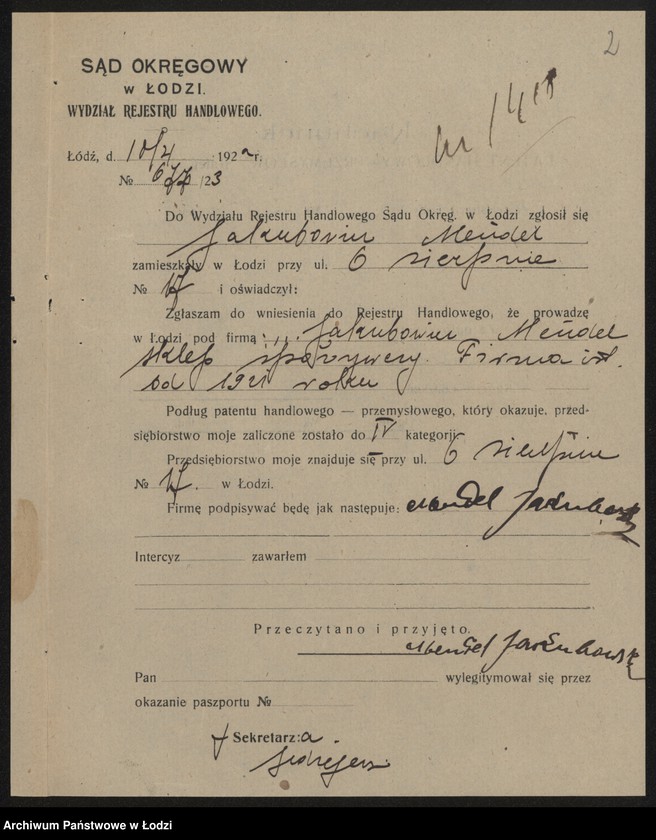 2
SĄD OKRĘGOWY
w ŁODZI.
WYDZIAŁ REJESTRU HANDLOWEGO.
Łódź, d. 10/4 192 r.
№ 677 /23
Do Wydziału Rejestru Handlowego Sądu Okręg. w Łodzi zgłosił się
Jakubowicz Mendel
zamieszkały w Łodzi przy ul. 6 sierpnie
№ 17 i oświadczył:
Zgłaszam do wniesienia do Rejestru Handlowego, że prowadzę
w Łodzi pod firmą Jakubowicz Mendel
sklep spożywczy. Firma ist.
od 1921 roku
Podług patentu handlowego — przemysłowego, który okazuje, przed-
siębiorstwo moje zaliczone zostało do IV kategorji
Przedsiębiorstwo moje znajduje się przy ul. 6 sierpnie
№ 17. w Łodzi.
Firmę podpisywać będę jak następuje: Mendel
Intercyz zawarłem
Przeczytano i przyjęto.
Mendel
Pan wylegitymował się przez
okazanie paszportu №
Sekretarz:
Archiwum Państwowe w Łodzi